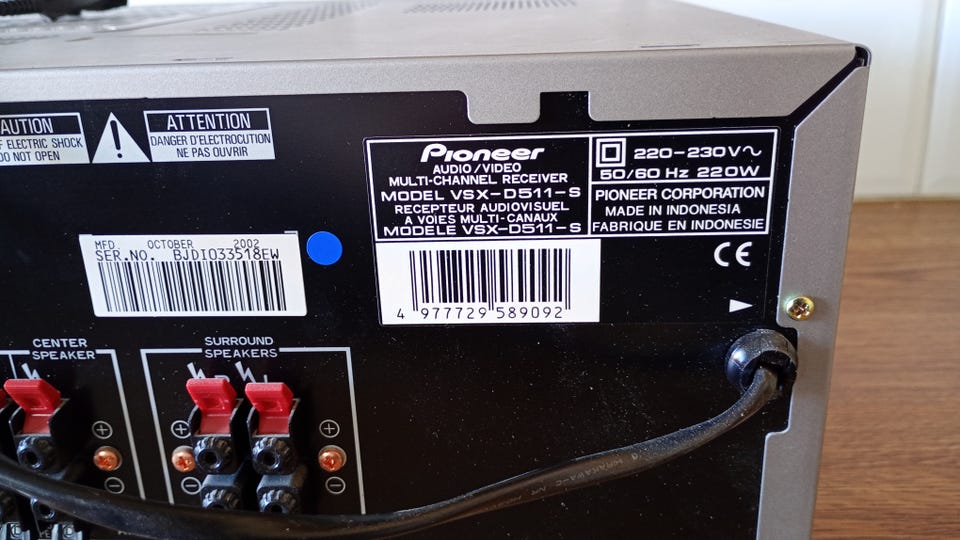 AUTION
F ELECTRIC SHOCK
DO NOT OPEN
ATTENTION
DANGER D'ELECTROCUTION
NE PAS OUVRIR
Pioneer
AUDIO/VIDEO
MULTI-CHANNEL RECEIVER
MODEL VSX-D511-S
RECEPTEUR AUDIOVISUEL
A VOIES MULTI-CANAUX
MODELE VSX-D511-S
220-230V~
50/60 Hz 220W
PIONEER CORPORATION
MADE IN INDONESIA
FABRIQUE EN INDONESIE
CE
MFD. OCTOBER 2002
SER.NO. BJDI033518EW
4 977729 589092
CENTER
SPEAKER
SURROUND
SPEAKERS
R L
WRAKAWA-C